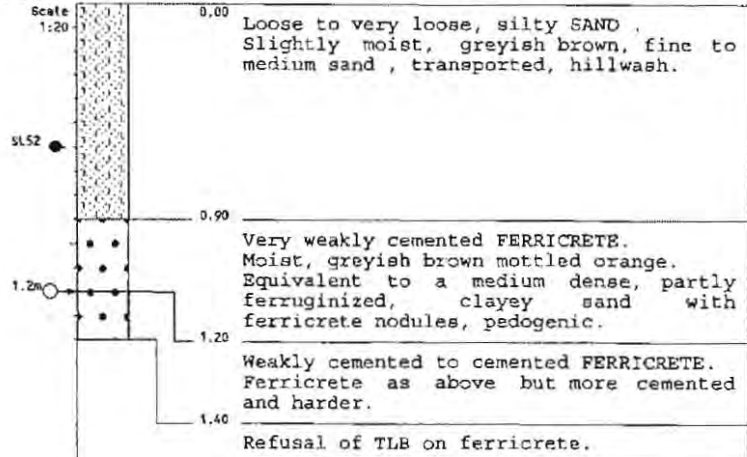 Scale
1:20
0,00
Loose to very loose, silty SAND .
Slightly moist, greyish brown, fine to
medium sand , transported, hillwash.
SL52
0.90
Very weakly cemented FERRICRETE.
Moist, greyish brown mottled orange.
Equivalent to a medium dense, partly
ferruginized, clayey sand with
ferricrete nodules, pedogenic.
1.2m
1.20
Weakly cemented to cemented FERRICRETE.
Ferricrete as above but more cemented
and harder.
1,40
Refusal of TLB on ferricrete.